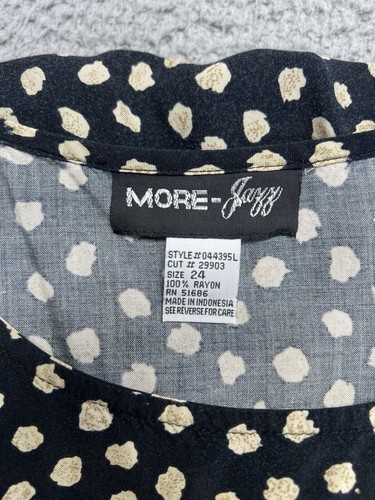 MORE-Jazz
STYLE#044395L
CUT # 29903
SIZE 24
100% RAYON
RN 51686
MADE IN INDONESIA
SEE REVERSE FOR CARE